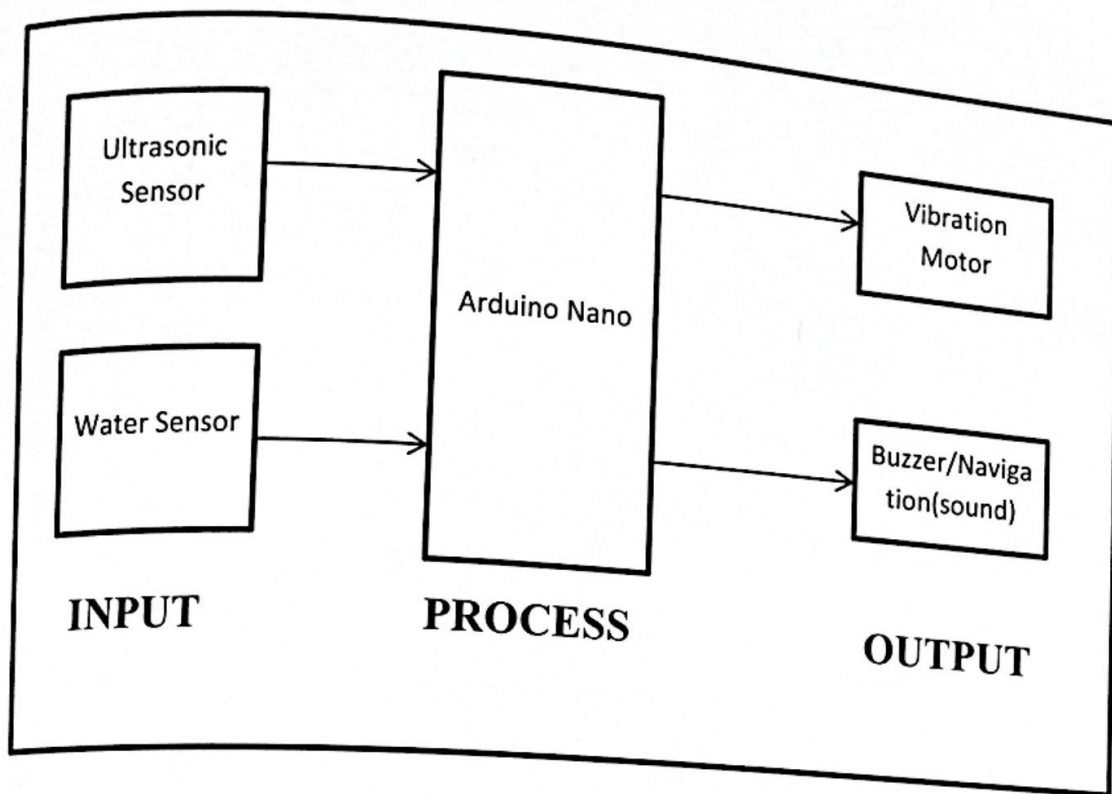 Ultrasonic
Sensor
Water Sensor
INPUT
Arduino Nano
PROCESS
Vibration
Motor
Buzzer/Naviga
tion(sound)
OUTPUT